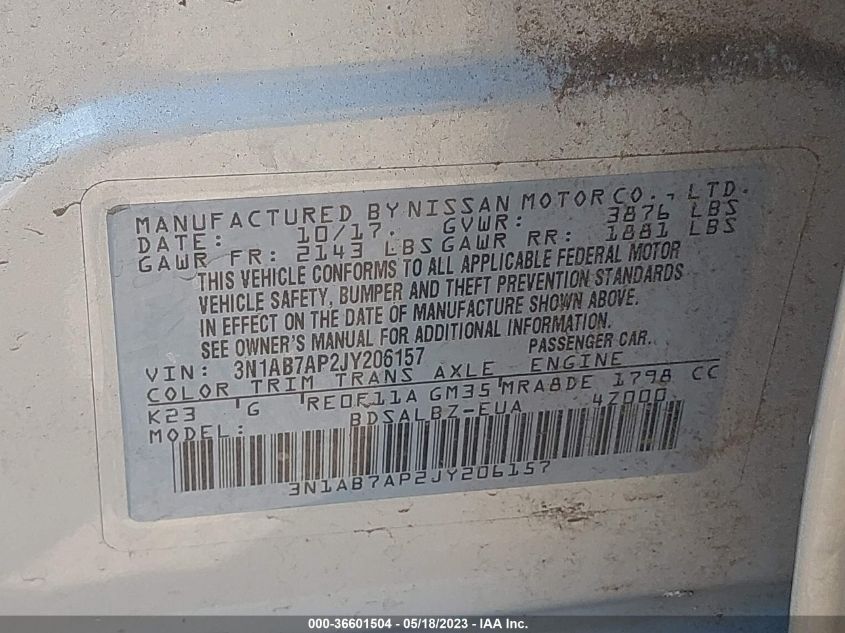 MANUFACTURED BY NISSAN MOTOR CO., LTD.
DATE: 10/17. GVWR: 3876 LBS
GAWR FR: 2143 LBS GAWR RR: 1881 LBS
THIS VEHICLE CONFORMS TO ALL APPLICABLE FEDERAL MOTOR
VEHICLE SAFETY, BUMPER AND THEFT PREVENTION STANDARDS
IN EFFECT ON THE DATE OF MANUFACTURE SHOWN ABOVE.
SEE OWNER'S MANUAL FOR ADDITIONAL INFORMATION.
VIN: 3N1AB7AP2JY206157 PASSENGER CAR.
COLOR TRIM TRANS AXLE ENGINE
K23 G RE0F11A GM35 MRA8DE 1798 CC
MODEL: BDSALBZ-EUA 47000
3N1AB7AP2JY206157
000-36601504 - 05/18/2023 - IAA Inc.